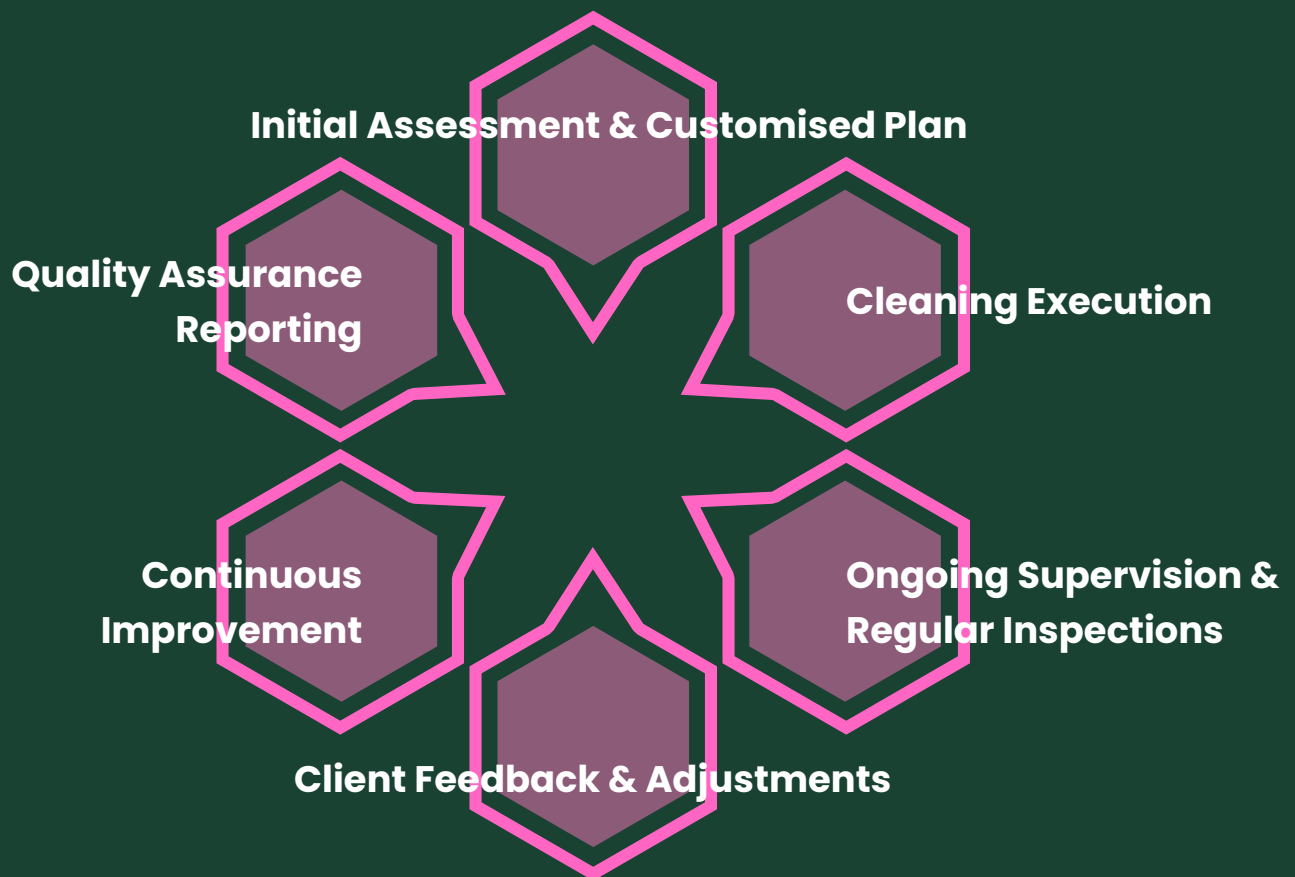 Initial Assessment & Customised Plan
Quality Assurance
Reporting
Cleaning Execution
Continuous
Improvement
Ongoing Supervision &
Regular Inspections
Client Feedback & Adjustments